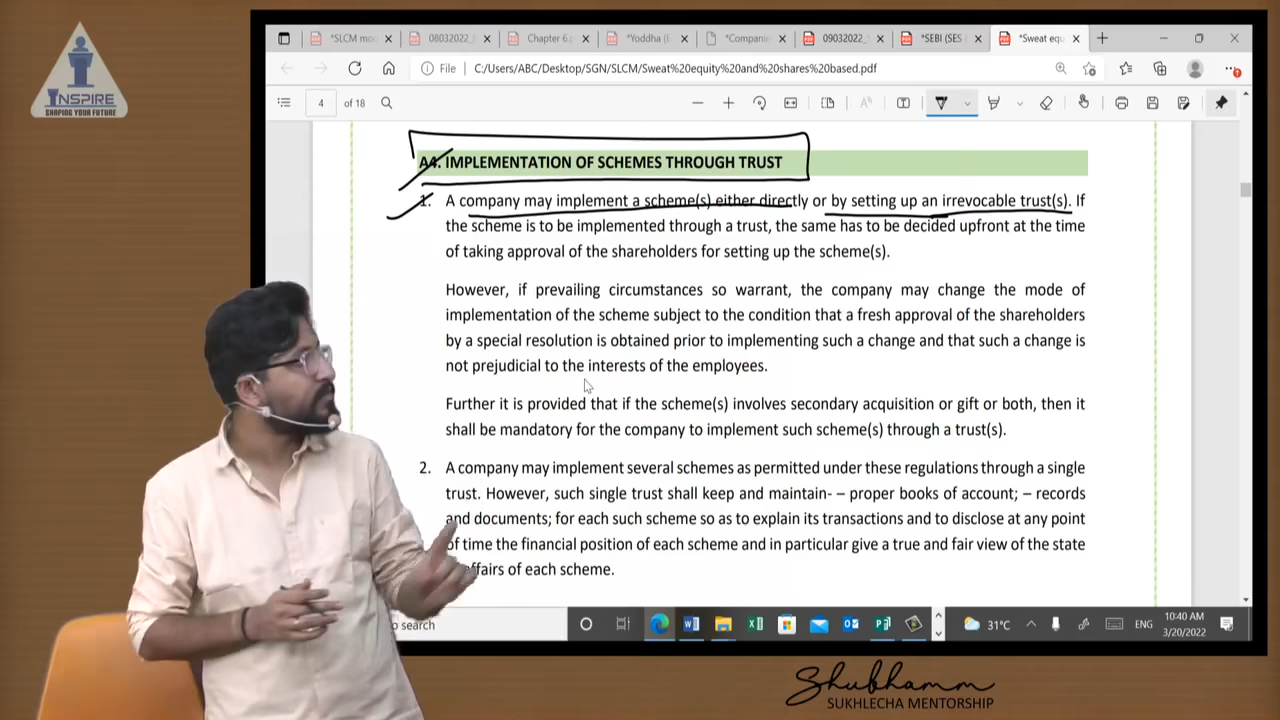 INSPIRE
SHAPING YOUR FUTURE
*SLCM mo
08032022_
Chapter 6.p
*Yoddha (
*Companie
09032022_
*SEBI (SES
*Sweat equ
File
C:/Users/ABC/Desktop/SGN/SLCM/Sweat%20equity%20and%20shares%20based.pdf
4 of 18
A4. IMPLEMENTATION OF SCHEMES THROUGH TRUST
1. A company may implement a scheme(s) either directly or by setting up an irrevocable trust(s). If
the scheme is to be implemented through a trust, the same has to be decided upfront at the time
of taking approval of the shareholders for setting up the scheme(s).
However, if prevailing circumstances so warrant, the company may change the mode of
implementation of the scheme subject to the condition that a fresh approval of the shareholders
by a special resolution is obtained prior to implementing such a change and that such a change is
not prejudicial to the interests of the employees.
Further it is provided that if the scheme(s) involves secondary acquisition or gift or both, then it
shall be mandatory for the company to implement such scheme(s) through a trust(s).
2. A company may implement several schemes as permitted under these regulations through a single
trust. However, such single trust shall keep and maintain- – proper books of account; – records
and documents; for each such scheme so as to explain its transactions and to disclose at any point
of time the financial position of each scheme and in particular give a true and fair view of the state
ffairs of each scheme.
o search
31°C
ENG
10:40 AM
3/20/2022
Shubhamm
SUKHLECHA MENTORSHIP